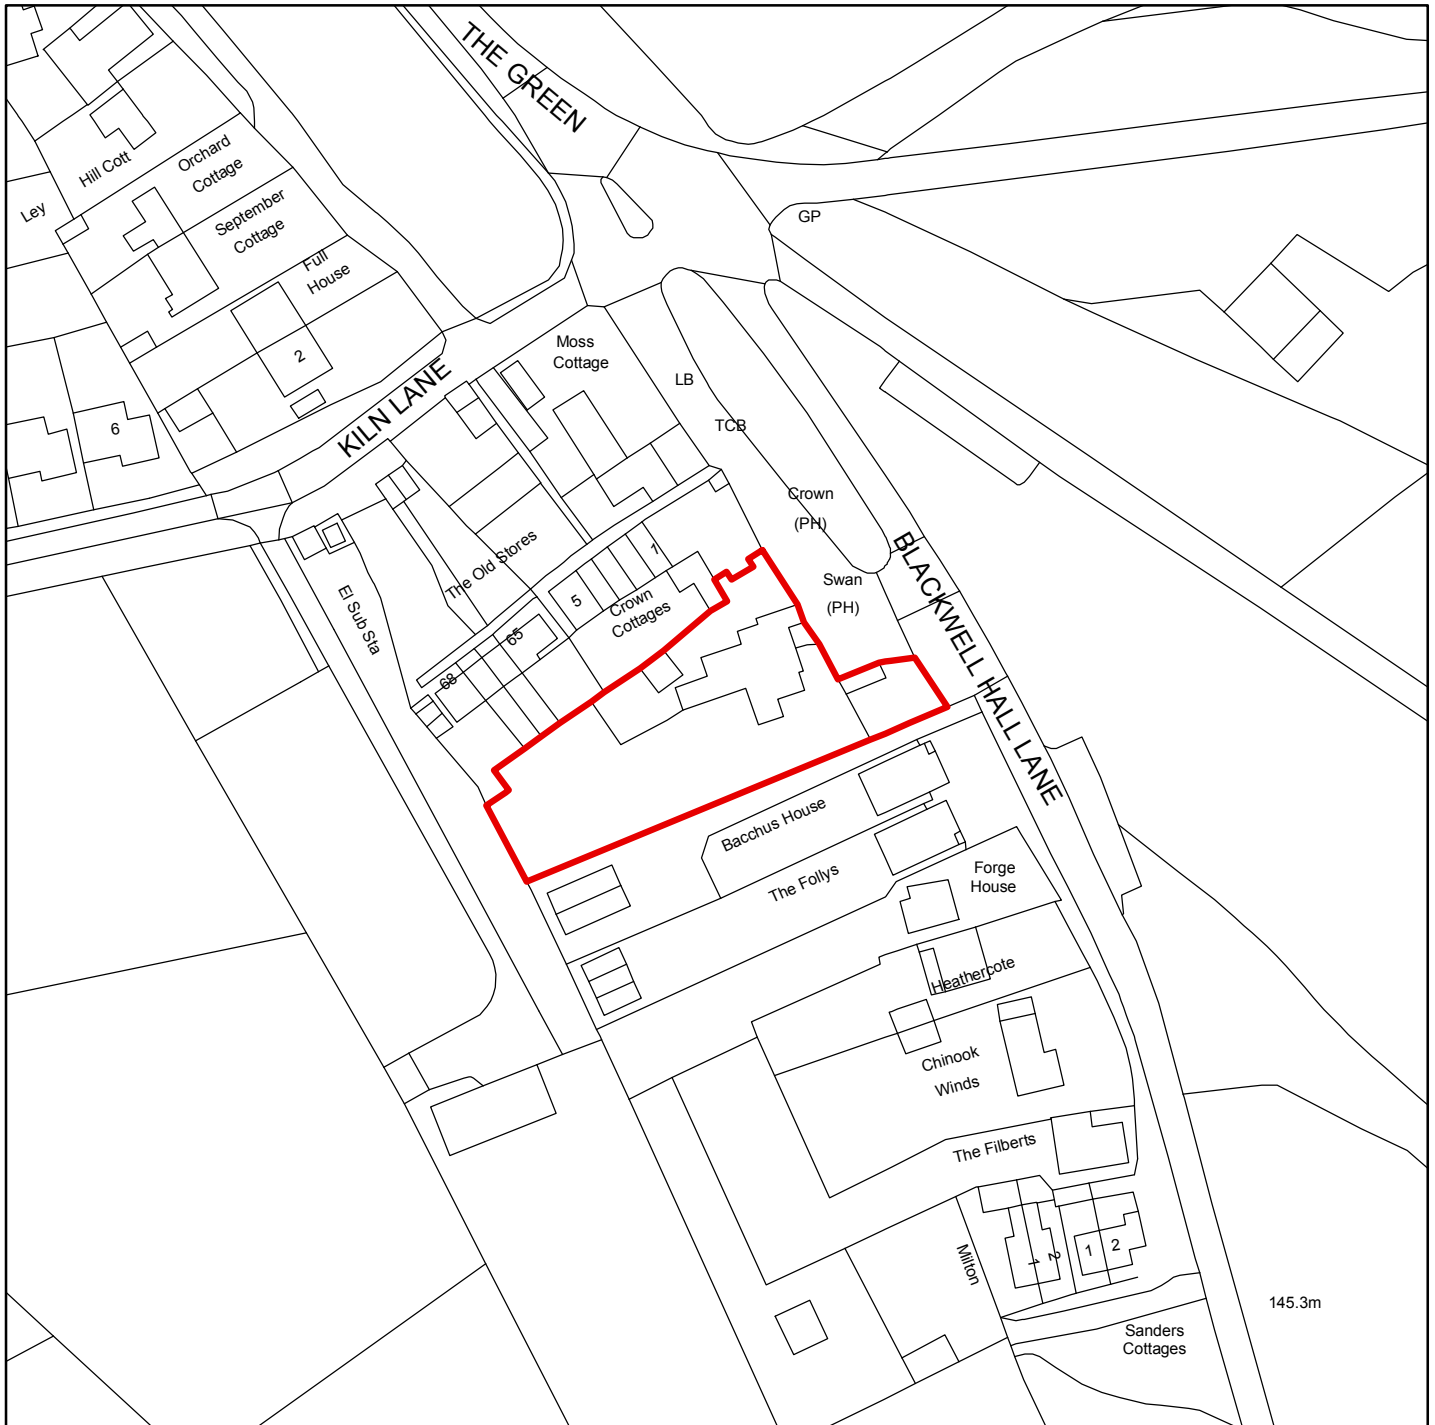 THE GREEN
Hill Cott
Orchard
Cottage
Ley
September
Cottage
GP
Full
House
2
Moss
Cottage
LB
KILN LANE
TCB
6
Crown
(PH)
BLACKWELL HALL LANE
The Old Stores
1
Swan
(PH)
El Sub Sta
5
Crown
Cottages
65
68
Bacchus House
The Follys
Forge
House
Heathercote
Chinook
Winds
The Filberts
Milton
1
2
1
2
145.3m
Sanders
Cottages